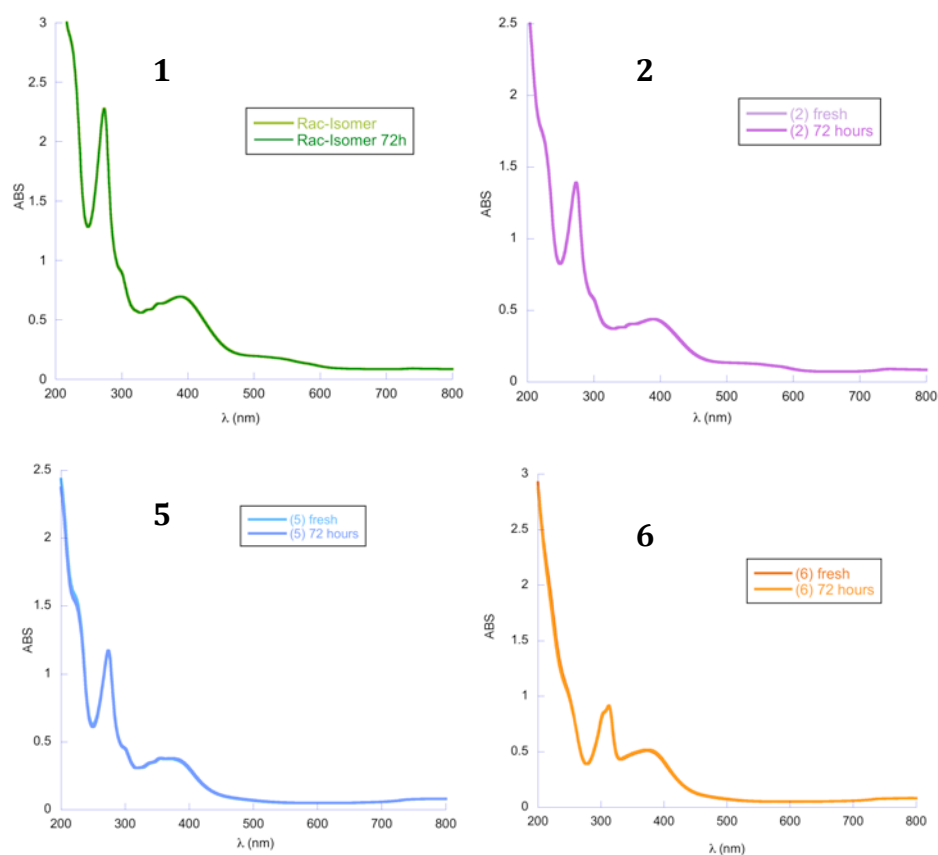 1
Rac-Isomer
Rac-Isomer 72h
3
2.5
2
1.5
1
0.5
0
ABS
200 300 400 500 600 700 800
λ (nm)
2
(2) fresh
(2) 72 hours
2.5
2
1.5
1
0.5
0
ABS
200 300 400 500 600 700 800
λ (nm)
5
(5) fresh
(5) 72 hours
2.5
2
1.5
1
0.5
0
ABS
200 300 400 500 600 700 800
λ (nm)
6
(6) fresh
(6) 72 hours
3
2.5
2
1.5
1
0.5
0
ABS
200 300 400 500 600 700 800
λ (nm)